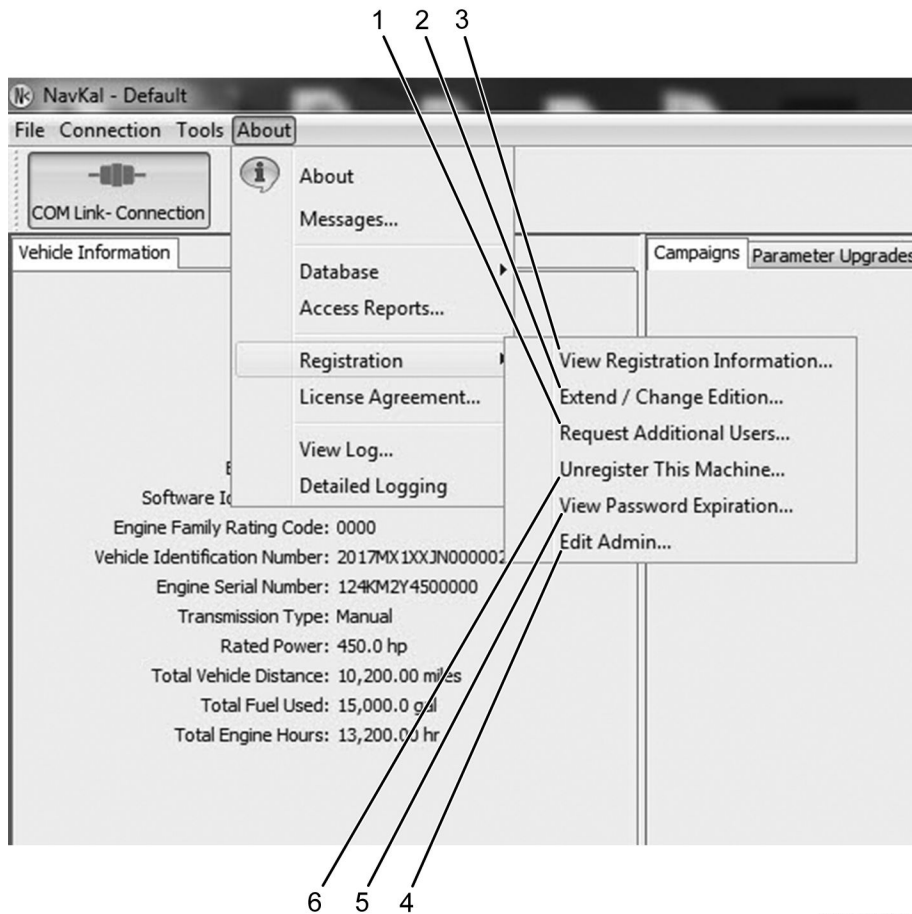 1 2 3
NavKal - Default
File Connection Tools About
COM Link- Connection
About
Messages...
Database
Access Reports...
Registration
License Agreement...
View Log...
Detailed Logging
View Registration Information...
Extend / Change Edition...
Request Additional Users...
Unregister This Machine...
View Password Expiration...
Edit Admin...
Vehicle Information
Campaigns Parameter Upgrades
Software
Engine Family Rating Code: 0000
Vehicle Identification Number: 2017MX1XXJN000002
Engine Serial Number: 124KM2Y4500000
Transmission Type: Manual
Rated Power: 450.0 hp
Total Vehicle Distance: 10,200.00 miles
Total Fuel Used: 15,000.0 gal
Total Engine Hours: 13,200.00 hr
6 5 4